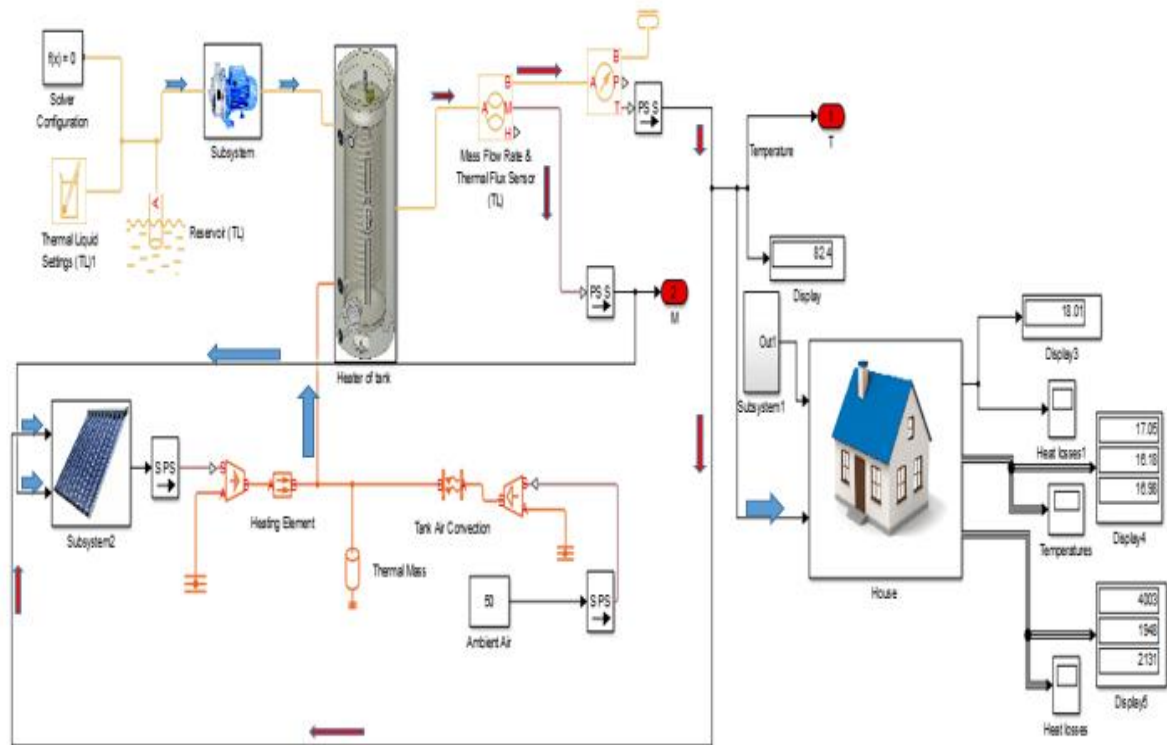 f(x) = 0
Solver
Configuration
Thermal Liquid
Settings (TL)1
A
Reservoir (TL)
Subsystem
Heater of tank
A
B
M
H
Mass Flow Rate &
Thermal Flux Sensor
(TL)
A
B
P
T
PS S
Temperature
1
T
82.4
Display
PS S
2
M
Out1
Subsystem1
House
18.01
Display3
Heat losses1
17.05
16.18
16.98
Display4
Temperatures
4003
1948
2131
Display5
Heat losses
Subsystem2
S PS
S
A
B
A
B
Heating Element
Thermal Mass
Tank Air Convection
B
A
S
A
50
Ambient Air
S PS